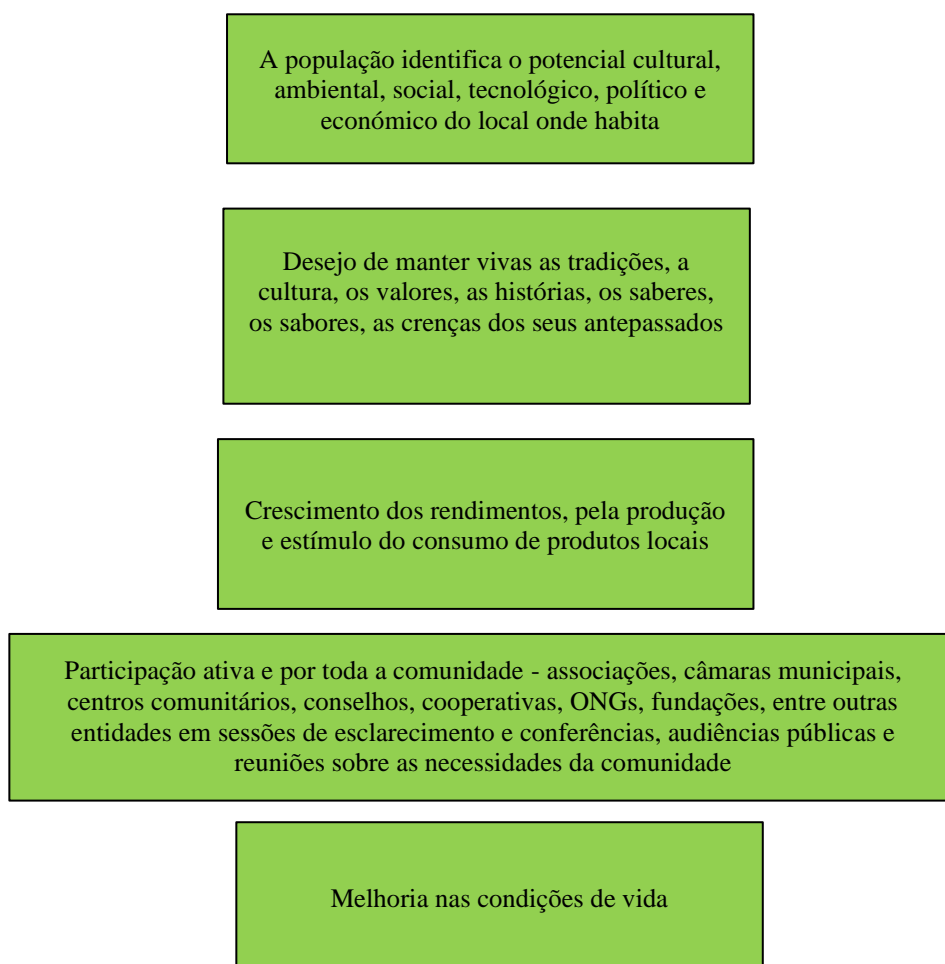 A população identifica o potencial cultural,
ambiental, social, tecnológico, político e
económico do local onde habita
Desejo de manter vivas as tradições, a
cultura, os valores, as histórias, os saberes,
os sabores, as crenças dos seus antepassados
Crescimento dos rendimentos, pela produção
e estímulo do consumo de produtos locais
Participação ativa e por toda a comunidade - associações, câmaras municipais,
centros comunitários, conselhos, cooperativas, ONGs, fundações, entre outras
entidades em sessões de esclarecimento e conferências, audiências públicas e
reuniões sobre as necessidades da comunidade
Melhoria nas condições de vida